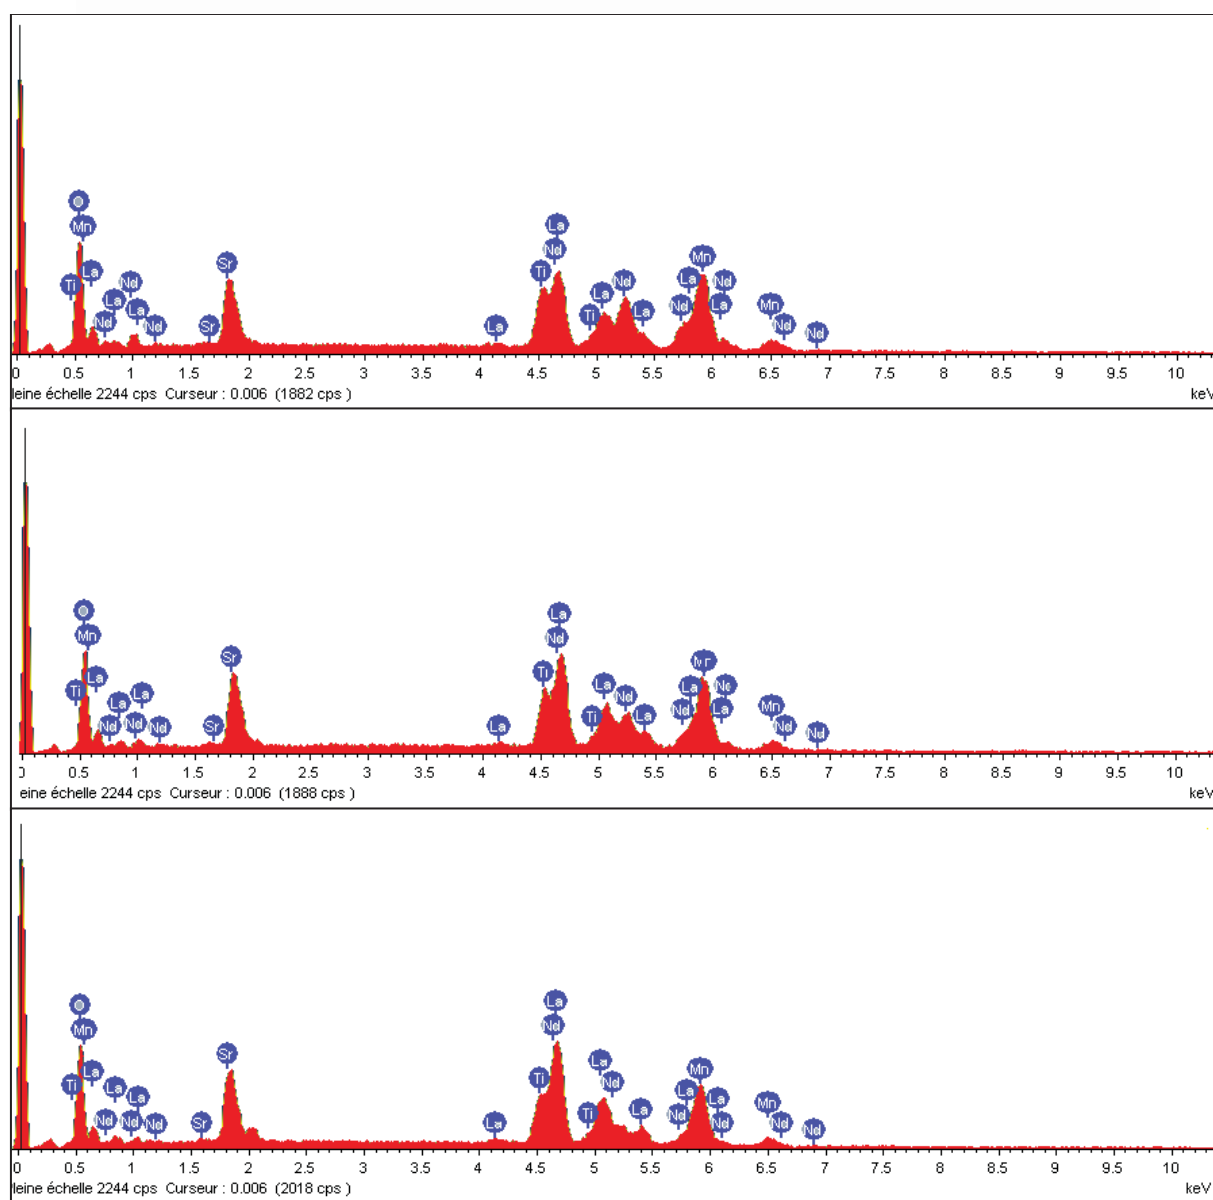 O
Mn
La
Ti
Nd
La
Nd
La
Nd
Sr
Sr
La
La
Nd
Ti
Ti
La
Nd
La
Nd
La
Mn
Nd
La
Mn
Nd
Nd
0 0.5 1 1.5 2 2.5 3 3.5 4 4.5 5 5.5 6 6.5 7 7.5 8 8.5 9 9.5 10
leine échelle 2244 cps Curseur : 0.006 (1882 cps ) keV
O
Mn
La
Ti
Nd
La
Nd
La
Nd
Sr
Sr
La
La
Nd
Ti
Ti
La
Nd
La
Nd
La
Mn
Nd
La
Mn
Nd
Nd
0 0.5 1 1.5 2 2.5 3 3.5 4 4.5 5 5.5 6 6.5 7 7.5 8 8.5 9 9.5 10
eine échelle 2244 cps Curseur : 0.006 (1888 cps ) keV
O
Mn
La
Ti
Nd
La
Nd
La
Nd
Sr
Sr
La
La
Nd
Ti
Ti
La
Nd
La
Nd
La
Mn
La
Nd
Mn
Nd
Nd
0 0.5 1 1.5 2 2.5 3 3.5 4 4.5 5 5.5 6 6.5 7 7.5 8 8.5 9 9.5 10
leine échelle 2244 cps Curseur : 0.006 (2018 cps ) keV